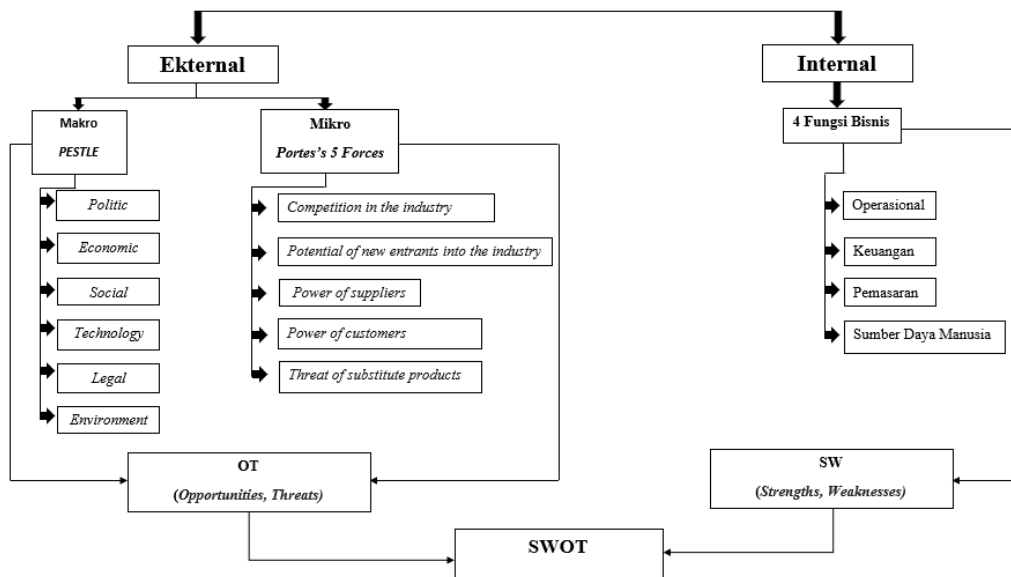 Ekternal
Internal
Makro
PESTLE
Mikro
Portes's 5 Forces
4 Fungsi Bisnis
Politic
Economic
Social
Technology
Legal
Environment
Competition in the industry
Potential of new entrants into the industry
Power of suppliers
Power of customers
Threat of substitute products
Operasional
Keuangan
Pemasaran
Sumber Daya Manusia
OT
(Opportunities, Threats)
SW
(Strengths, Weaknesses)
SWOT